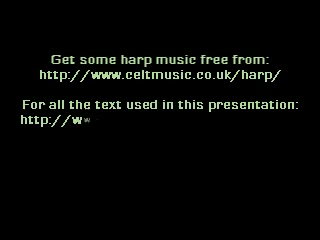 Get some harp music free from:
http://www.celtmusic.co.uk/harp/
For all the text used in this presentation:
http://ww